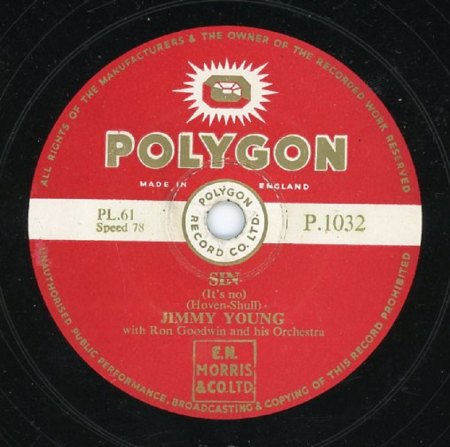 ALL RIGHTS OF THE MANUFACTURERS & THE OWNER OF THE RECORDED WORK RESERVED
POLYGON
MADE IN ENGLAND
POLYGON
RECORD CO. LTD.
PL.61
Speed 78
P.1032
SIN
(It's no)
(Hoven-Shull)
JIMMY YOUNG
with Ron Goodwin and his Orchestra
E.H.
MORRIS
& CO. LTD.
UNAUTHORISED PUBLIC PERFORMANCE, BROADCASTING & COPYING OF THIS RECORD PROHIBITED